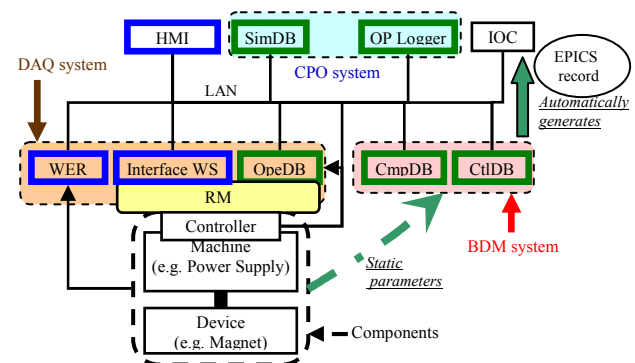 HMI
SimDB
OP Logger
IOC
EPICS
record
DAQ system
CPO system
LAN
Automatically
generates
WER
Interface WS
OpeDB
CmpDB
CtlDB
RM
Controller
Machine
(e.g. Power Supply)
BDM system
Static
parameters
Device
(e.g. Magnet)
Components